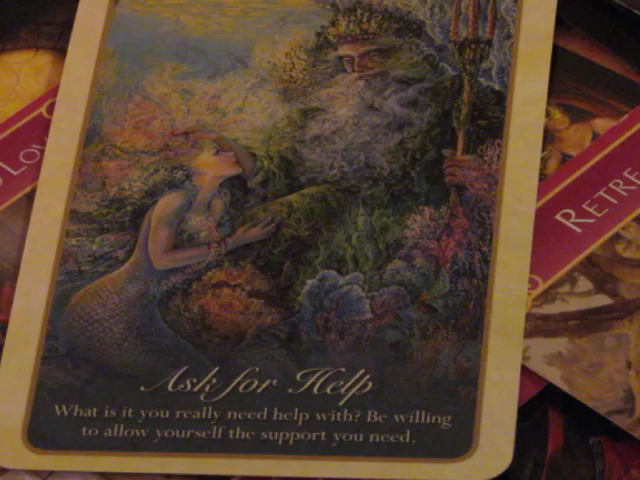 Ask for Help
What is it you really need help with? Be willing
to allow yourself the support you need.
RETRE